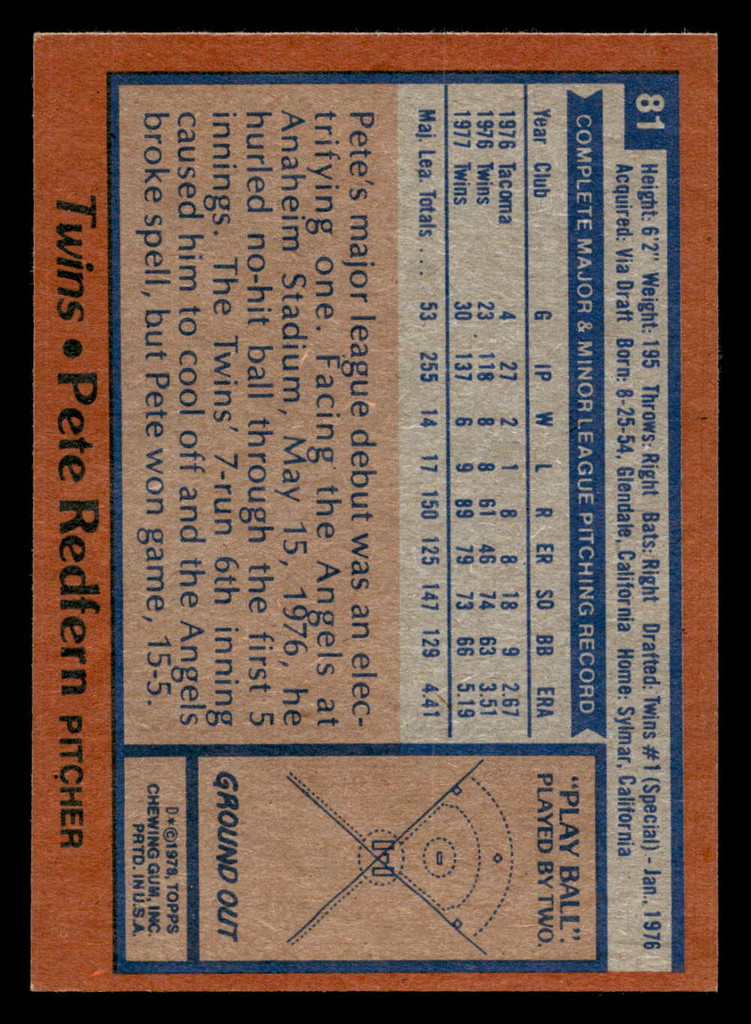 81
Height: 6'2" Weight: 195 Throws: Right Bats: Right Drafted: Twins #1 (Special) - Jan., 1976
Acquired: Via Draft Born: 8-25-54, Glendale, California Home: Sylmar, California
COMPLETE MAJOR & MINOR LEAGUE PITCHING RECORD
Year Club G IP W L R ER SO BB ERA
1976 Tacoma 4 27 2 1 8 8 18 9 2.67
1976 Twins 23 118 8 8 61 46 74 63 3.51
1977 Twins 30 137 6 9 89 79 73 66 5.19
Maj. Lea. Totals .... 53 255 14 17 150 125 147 129 4.41
Pete's major league debut was an elec-
trifying one. Facing the Angels at
Anaheim Stadium, May 15, 1976, he
hurled no-hit ball through the first 5
innings. The Twins' 7-run 6th inning
caused him to cool off and the Angels
broke spell, but Pete won game, 15-5.
"PLAY BALL"
PLAYED BY TWO.
GROUND OUT
D*©1978, TOPPS
CHEWING GUM, INC.
PRTD. IN U.S.A.
Twins • Pete Redfern PITCHER